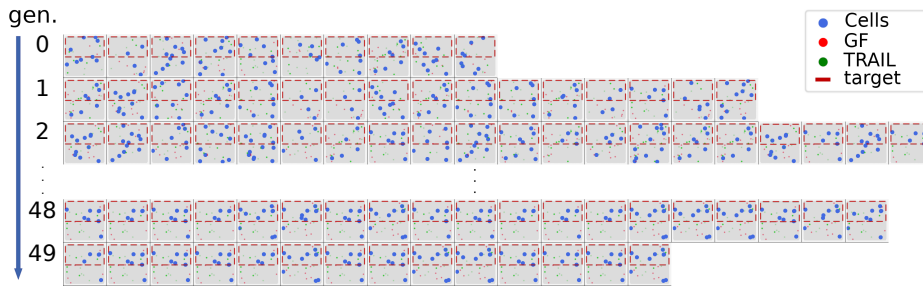 gen.
0
1
2
.
.
.
48
49
Cells
GF
TRAIL
target